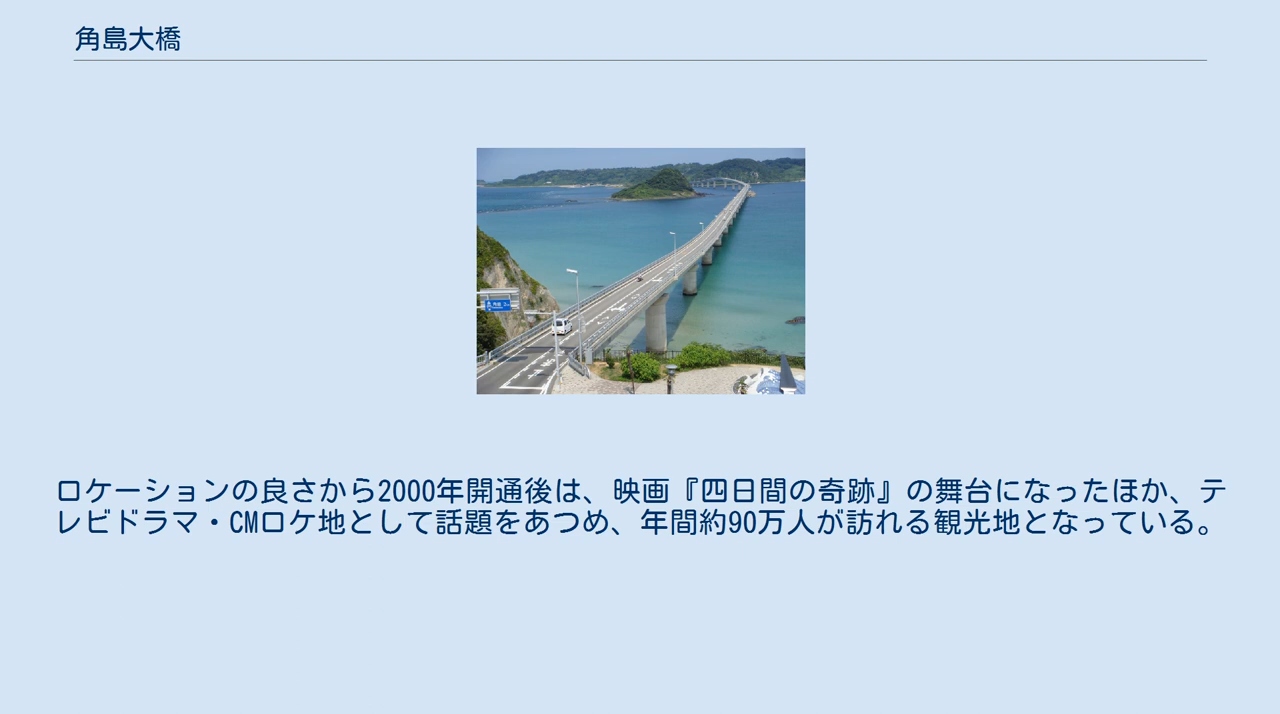 角島大橋
ロケーションの良さから2000年開通後は、映画『四日間の奇跡』の舞台になったほか、テ
レビドラマ・CMロケ地として話題をあつめ、年間約90万人が訪れる観光地となっている。